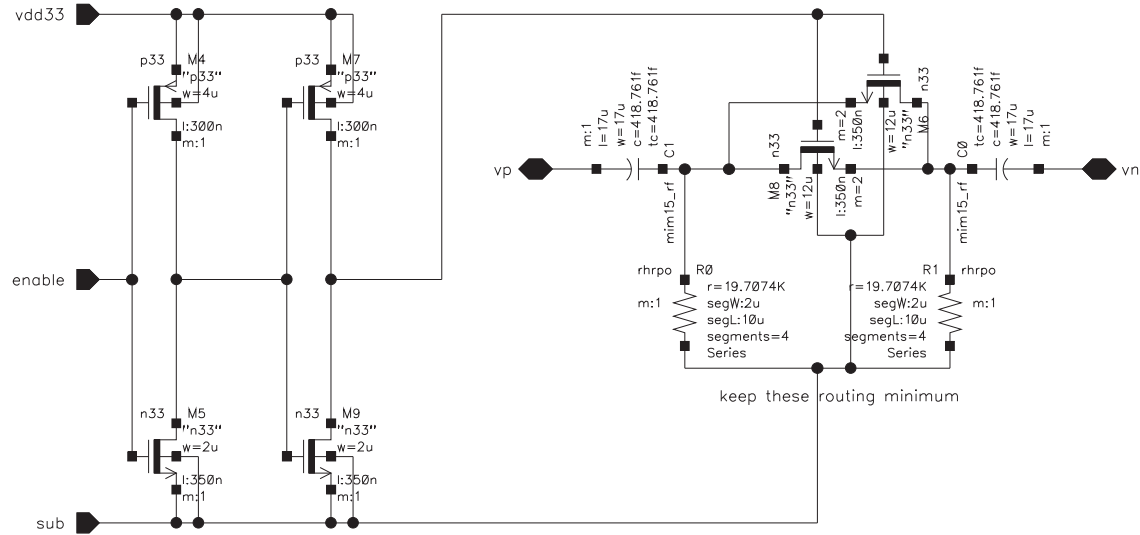 vdd33
p33
M4
"p33"
w=4u
l:300n
m:1
p33
M7
"p33"
w=4u
l:300n
m:1
enable
n33
M5
"n33"
w=2u
l:350n
m:1
n33
M9
"n33"
w=2u
l:350n
m:1
sub
vp
m:1
l=17u
w=17u
c=418.761f
tc=418.761f
C1
mim15_rf
n33
M8
"n33"
w=12u
l:350n
m=2
m=2
l:350n
w=12u
"n33"
M6
n33
C0
mim15_rf
tc=418.761f
c=418.761f
w=17u
l=17u
m:1
vn
rhrpo
R0
m:1
r=19.7074K
segW:2u
segL:10u
segments=4
Series
R1
rhrpo
m:1
r=19.7074K
segW:2u
segL:10u
segments=4
Series
keep these routing minimum